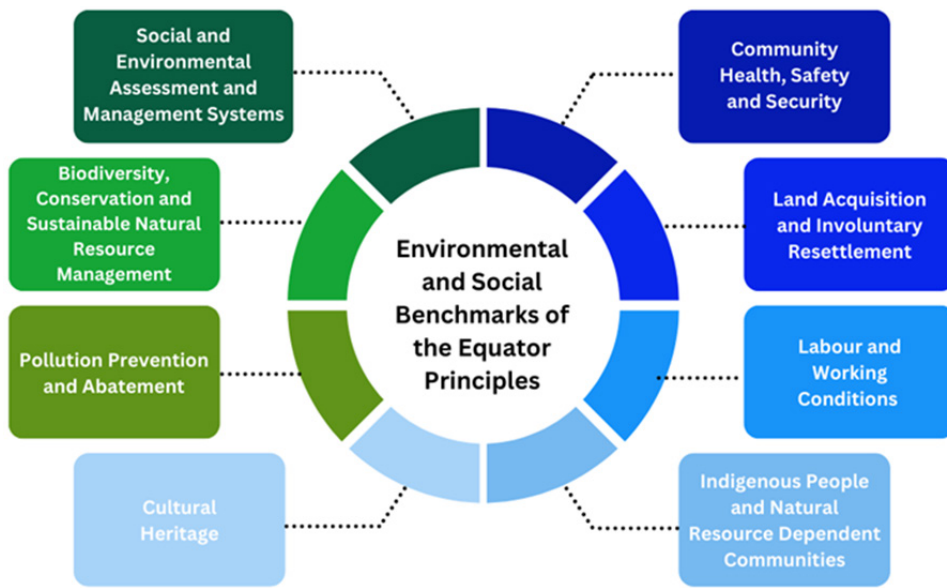 Social and
Environmental
Assessment and
Management Systems
Community
Health, Safety
and Security
Biodiversity,
Conservation and
Sustainable Natural
Resource
Management
Land Acquisition
and Involuntary
Resettlement
Environmental
and Social
Benchmarks of
the Equator
Principles
Pollution Prevention
and Abatement
Labour and
Working
Conditions
Cultural
Heritage
Indigenous People
and Natural
Resource Dependent
Communities